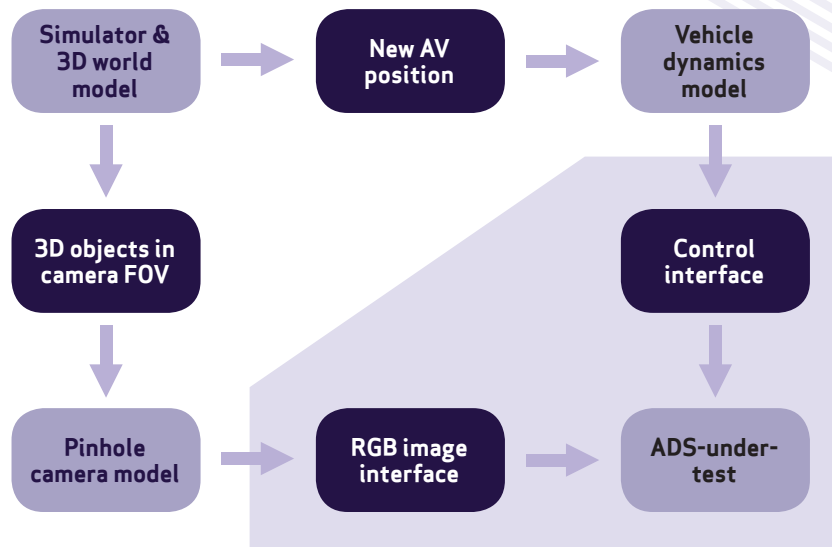 Simulator &
3D world
model
New AV
position
Vehicle
dynamics
model
3D objects in
camera FOV
Control
interface
Pinhole
camera model
RGB image
interface
ADS-under-
test